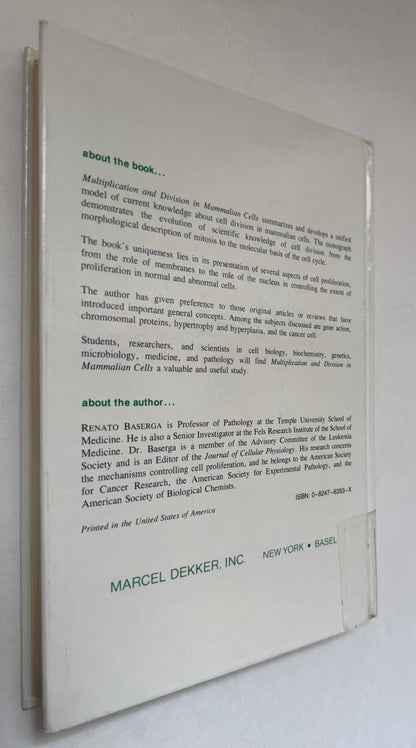 about the book...
Multiplication and Division in Mammalian Cells summarizes and develops a unified
model of current knowledge about cell division in mammalian cells. The monograph
demonstrates the evolution of scientific knowledge of cell division from the
morphological description of mitosis to the molecular basis of the cell cycle.
The book's uniqueness lies in its presentation of several aspects of cell proliferation,
from the role of membranes to the role of the nucleus in controlling the extent of
proliferation in normal and abnormal cells.
The author has given preference to those original articles or reviews that have
introduced important general concepts. Among the subjects discussed are gene action,
chromosomal proteins, hypertrophy and hyperplasia, and the cancer cell.
Students, researchers, and scientists in cell biology, biochemistry, genetics,
microbiology, medicine, and pathology will find Multiplication and Division in
Mammalian Cells a valuable and useful study.
about the author...
RENATO BASERGA is Professor of Pathology at the Temple University School of
Medicine. He is also a Senior Investigator at the Fels Research Institute of the School of
Medicine. Dr. Baserga is a member of the Advisory Committee of the Leukemia
Society and is an Editor of the Journal of Cellular Physiology. His research concerns
the mechanisms controlling cell proliferation, and he belongs to the American Society
for Cancer Research, the American Society for Experimental Pathology, and the
American Society of Biological Chemists.
ISBN: 0-8247-6353-X
Printed in the United States of America
MARCEL DEKKER, INC. NEW YORK • BASEL